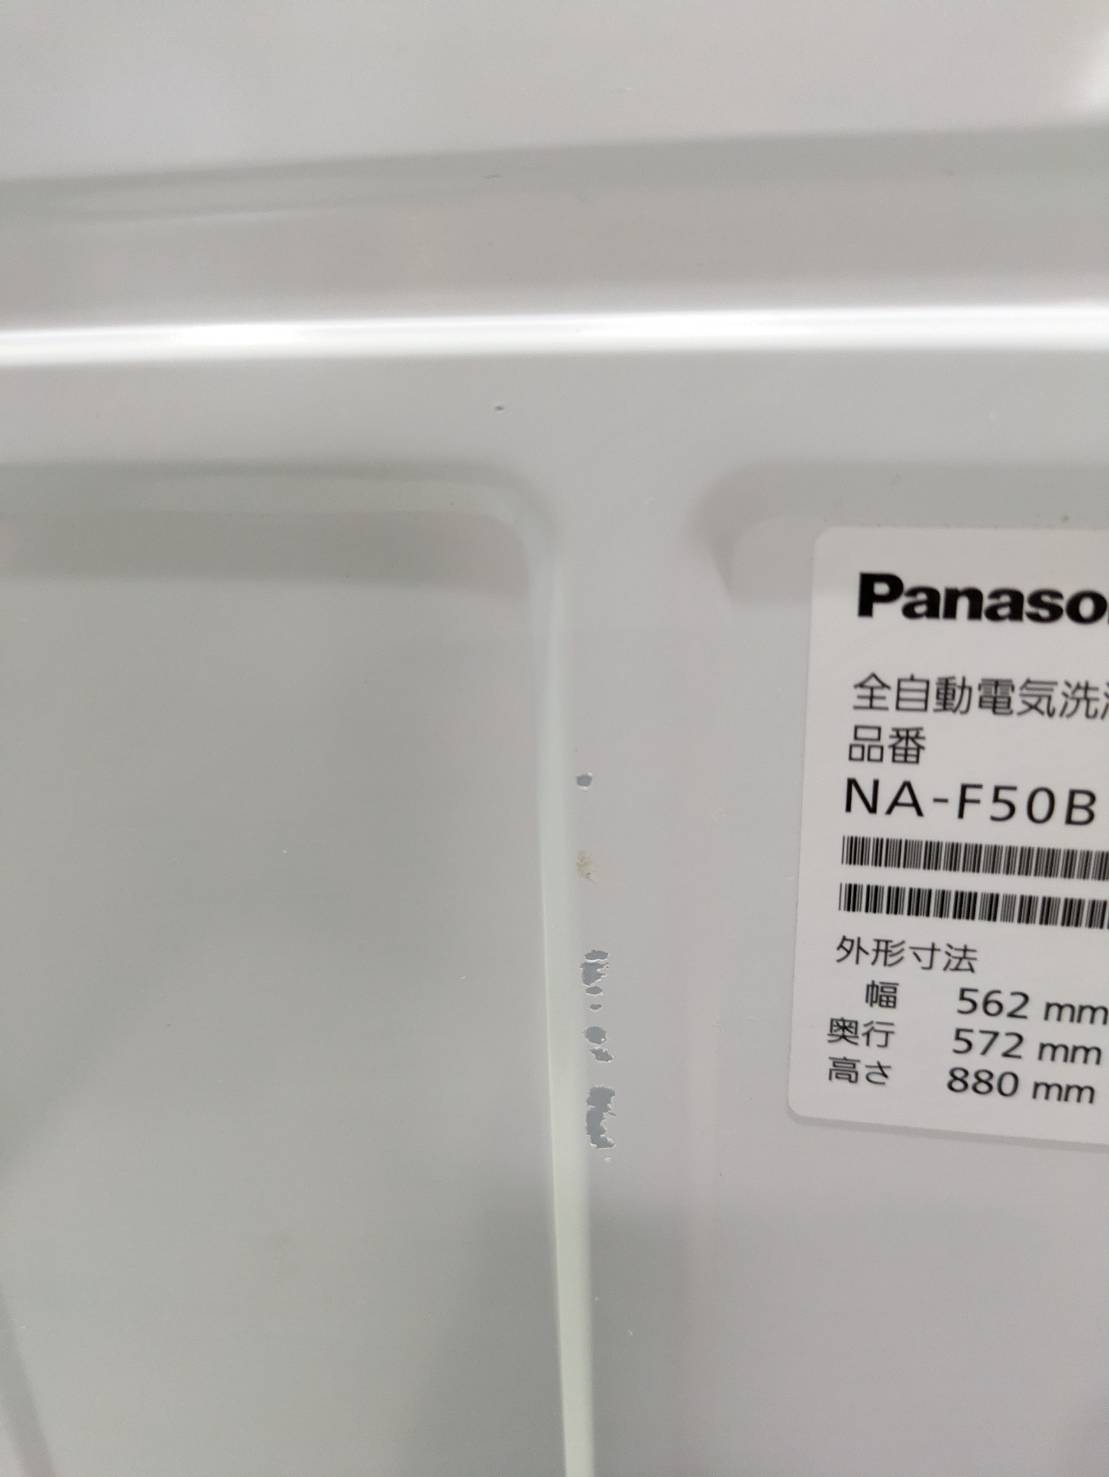 Panaso
全自動電気洗
品番
NA-F50B
外形寸法
幅 562 mm
奥行 572 mm
高さ 880 mm